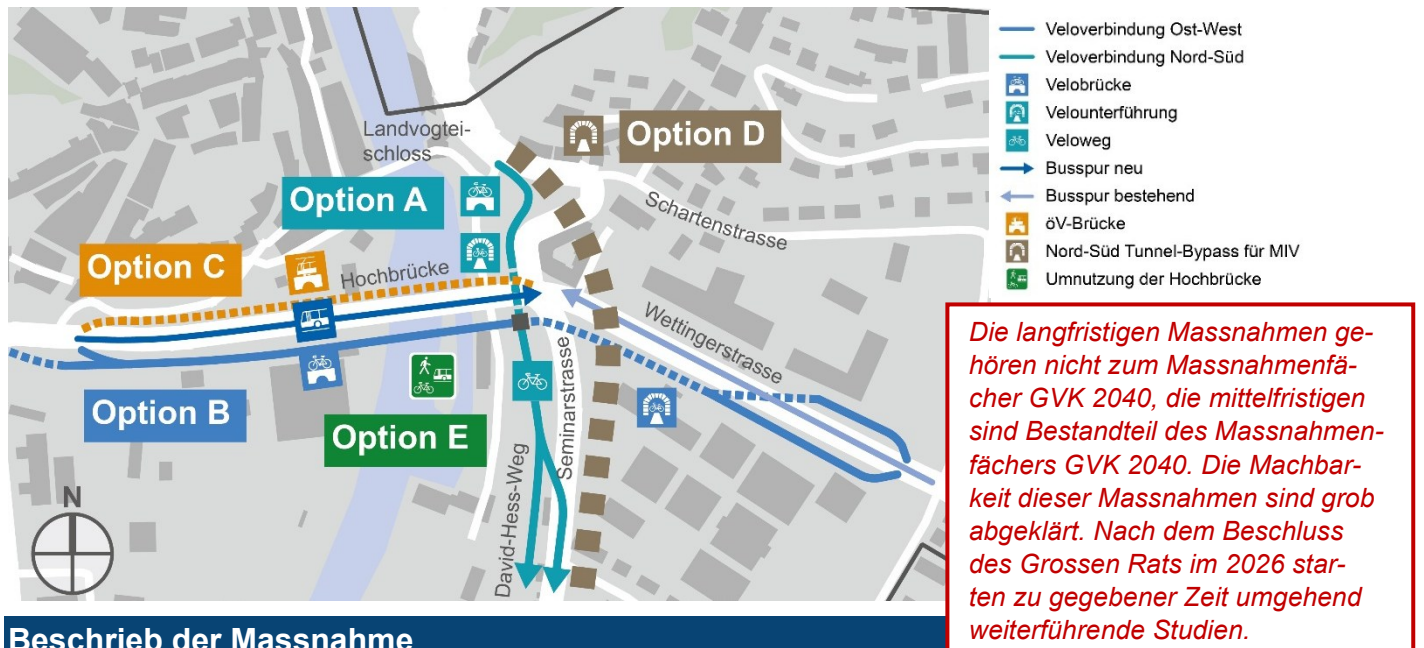 Landvogtei-
schloss
Option D
Option A
Schartenstrasse
Option C
Hochbrücke
Wettingerstrasse
Option B
Option E
Seminarstrasse
David-Hess-Weg
N
Veloverbindung Ost-West
Veloverbindung Nord-Süd
Velobrücke
Velounterführung
Veloweg
Busspur neu
Busspur bestehend
öV-Brücke
Nord-Süd Tunnel-Bypass für MIV
Umnutzung der Hochbrücke
Die langfristigen Massnahmen ge-
hören nicht zum Massnahmenfä-
cher GVK 2040, die mittelfristigen
sind Bestandteil des Massnahmen-
fächers GVK 2040. Die Machbar-
keit dieser Massnahmen sind grob
abgeklärt. Nach dem Beschluss
des Grossen Rats im 2026 star-
ten zu gegebener Zeit umgehend
weiterführende Studien.
Beschrieb der Massnahme